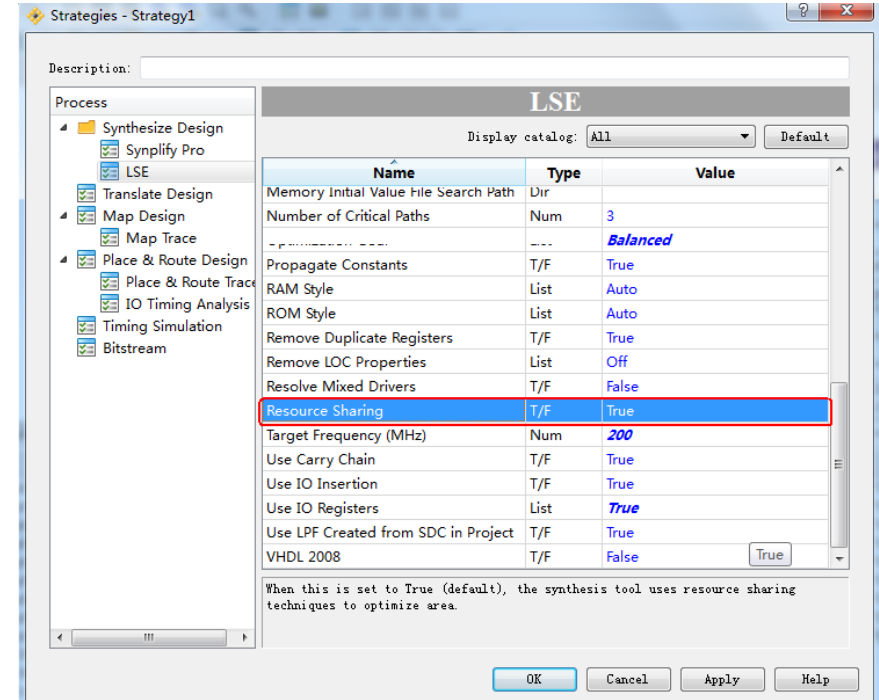 Strategies - Strategy1
Description:
Process
Synthesize Design
Synplify Pro
LSE
Translate Design
Map Design
Map Trace
Place & Route Design
Place & Route Trace
IO Timing Analysis
Timing Simulation
Bitstream
LSE
Display catalog: All Default
Name Type Value
Memory Initial Value File Search Path Dir
Number of Critical Paths Num 3
Balanced
Propagate Constants T/F True
RAM Style List Auto
ROM Style List Auto
Remove Duplicate Registers T/F True
Remove LOC Properties List Off
Resolve Mixed Drivers T/F False
Resource Sharing T/F True
Target Frequency (MHz) Num 200
Use Carry Chain T/F True
Use IO Insertion T/F True
Use IO Registers List True
Use LPF Created from SDC in Project T/F True
VHDL 2008 T/F False
True
When this is set to True (default), the synthesis tool uses resource sharing
techniques to optimize area.
OK Cancel Apply Help